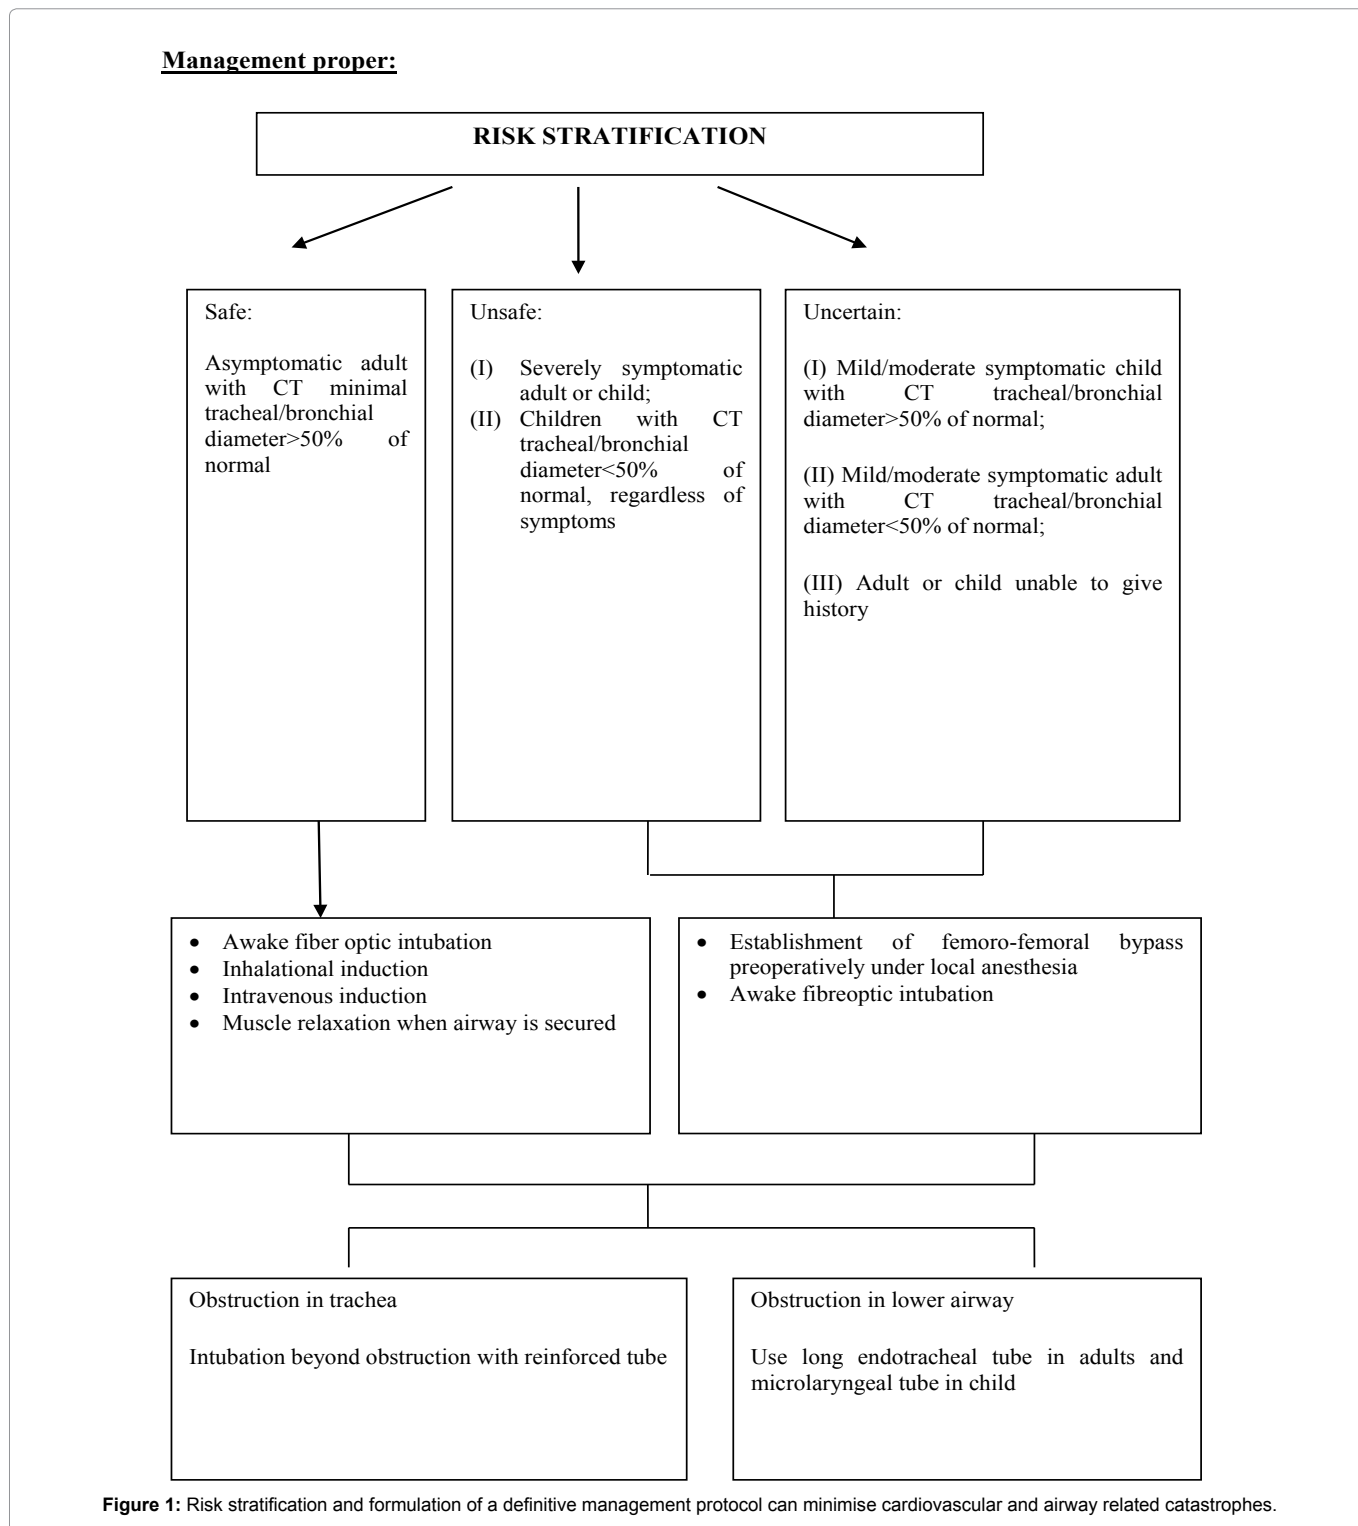 Management proper:
RISK STRATIFICATION
Safe:
Asymptomatic adult
with CT minimal
tracheal/bronchial
diameter>50% of
normal
Unsafe:
(I) Severely symptomatic
adult or child;
(II) Children with CT
tracheal/bronchial
diameter<50% of
normal, regardless of
symptoms
Uncertain:
(I) Mild/moderate symptomatic child
with CT tracheal/bronchial
diameter>50% of normal;
(II) Mild/moderate symptomatic adult
with CT tracheal/bronchial
diameter<50% of normal;
(III) Adult or child unable to give
history
• Awake fiber optic intubation
• Inhalational induction
• Intravenous induction
• Muscle relaxation when airway is secured
• Establishment of femoro-femoral bypass
preoperatively under local anesthesia
• Awake fibreoptic intubation
Obstruction in trachea
Intubation beyond obstruction with reinforced tube
Obstruction in lower airway
Use long endotracheal tube in adults and
microlaryngeal tube in child
Figure 1: Risk stratification and formulation of a definitive management protocol can minimise cardiovascular and airway related catastrophes.